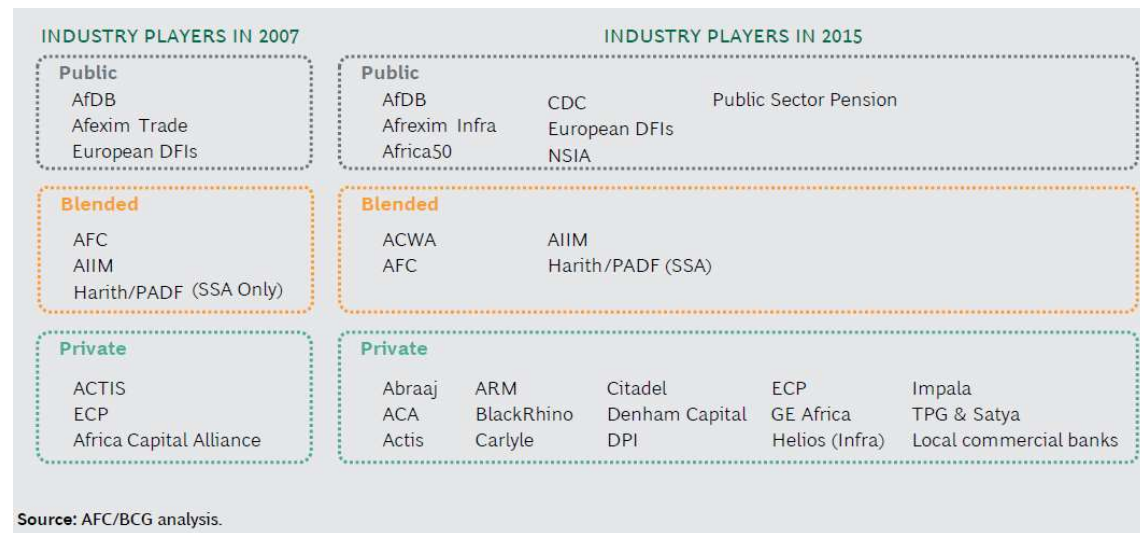 INDUSTRY PLAYERS IN 2007
Public
AfDB
Afexim Trade
European DFIs
Blended
AFC
AIIM
Harith/PADF (SSA Only)
Private
ACTIS
ECP
Africa Capital Alliance
INDUSTRY PLAYERS IN 2015
Public
AfDB
Afrexim Infra
Africa50
CDC
European DFIs
NSIA
Public Sector Pension
Blended
ACWA
AFC
AIIM
Harith/PADF (SSA)
Private
Abraaj
ACA
Actis
ARM
BlackRhino
Carlyle
Citadel
Denham Capital
DPI
ECP
GE Africa
Helios (Infra)
Impala
TPG & Satya
Local commercial banks
Source: AFC/BCG analysis.